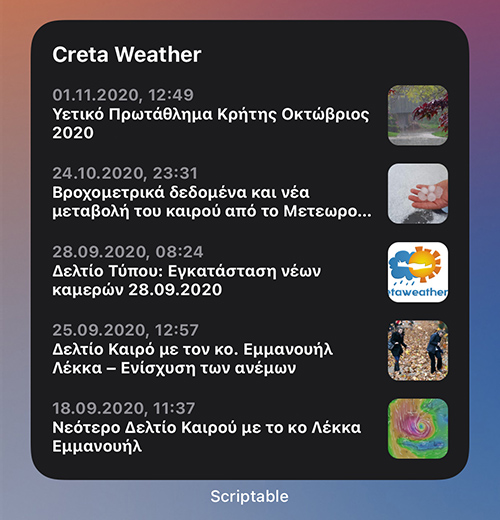 Creta Weather
01.11.2020, 12:49
Υετικό Πρωτάθλημα Κρήτης Οκτώβριος
2020
24.10.2020, 23:31
Βροχομετρικά δεδομένα και νέα
μεταβολή του καιρού από το Μετεωρο...
28.09.2020, 08:24
Δελτίο Τύπου: Εγκατάσταση νέων
καμερών 28.09.2020
etaweather
25.09.2020, 12:57
Δελτίο Καιρό με τον κο. Εμμανουήλ
Λέκκα – Ενίσχυση των ανέμων
18.09.2020, 11:37
Νεότερο Δελτίο Καιρού με το κο Λέκκα
Εμμανουήλ
Scriptable